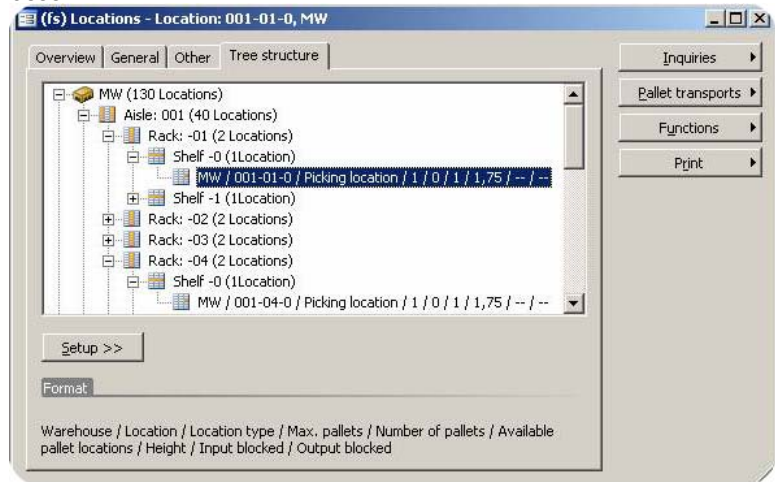 (fs) Locations - Location: 001-01-0, MW
Overview
General
Other
Tree structure
Inquiries
Pallet transports
Functions
Print
MW (130 Locations)
Aisle: 001 (40 Locations)
Rack: -01 (2 Locations)
Shelf -0 (1Location)
MW / 001-01-0 / Picking location / 1 / 0 / 1 / 1,75 / -- / --
Shelf -1 (1Location)
Rack: -02 (2 Locations)
Rack: -03 (2 Locations)
Rack: -04 (2 Locations)
Shelf -0 (1Location)
MW / 001-04-0 / Picking location / 1 / 0 / 1 / 1,75 / -- / --
Setup >>
Format
Warehouse / Location / Location type / Max. pallets / Number of pallets / Available
pallet locations / Height / Input blocked / Output blocked